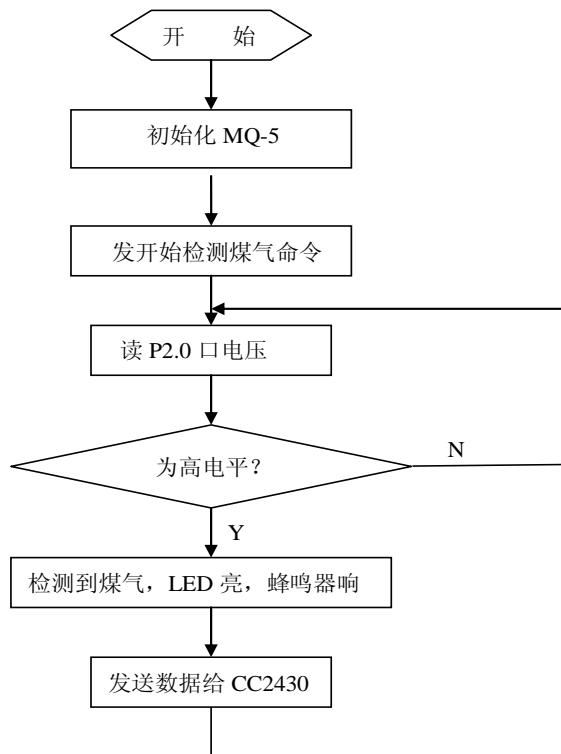 开 始
初始化 MQ-5
发开始检测煤气命令
读 P2.0 口电压
为高电平？
N
Y
检测到煤气，LED 亮，蜂鸣器响
发送数据给 CC2430